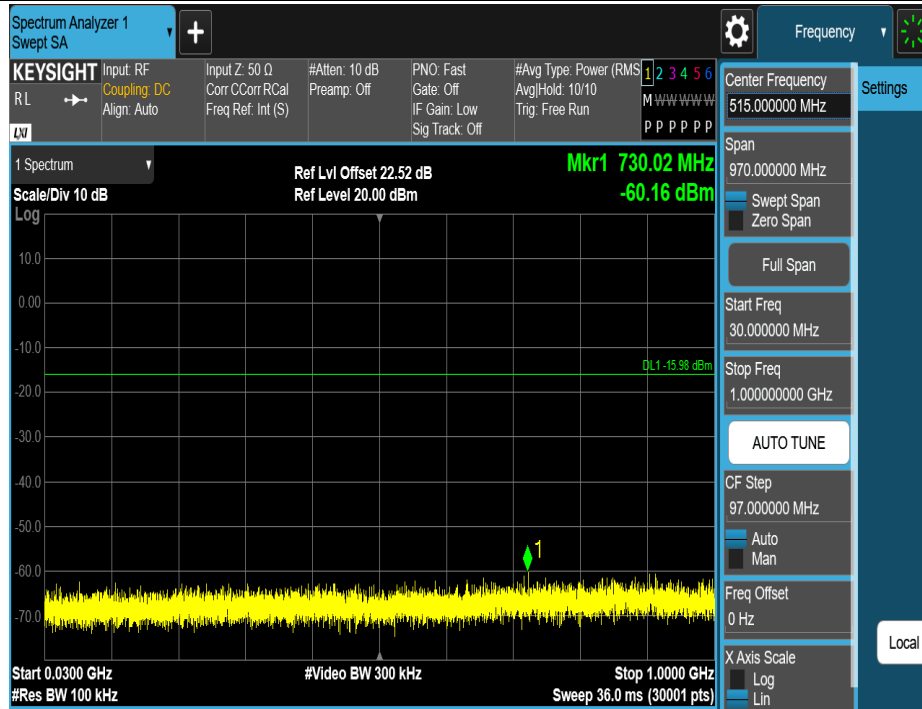 Spectrum Analyzer 1
Swept SA
+
Frequency
KEYSIGHT
R L
LXI
Input: RF
Coupling: DC
Align: Auto
Input Z: 50 Ω
Corr CCorr RCal
Freq Ref: Int (S)
#Atten: 10 dB
Preamp: Off
PNO: Fast
Gate: Off
IF Gain: Low
Sig Track: Off
#Avg Type: Power (RMS
Avg|Hold: 10/10
Trig: Free Run
1 2 3 4 5 6
M W W W W W
P P P P P P
1 Spectrum
Scale/Div 10 dB
Log
Ref Lvl Offset 22.52 dB
Ref Level 20.00 dBm
Mkr1 730.02 MHz
-60.16 dBm
10.0
0.00
-10.0
-20.0
-30.0
-40.0
-50.0
-60.0
-70.0
DL1 -15.98 dBm
1
Start 0.0300 GHz
#Res BW 100 kHz
#Video BW 300 kHz
Stop 1.0000 GHz
Sweep 36.0 ms (30001 pts)
Center Frequency
515.000000 MHz
Span
970.000000 MHz
Swept Span
Zero Span
Full Span
Start Freq
30.000000 MHz
Stop Freq
1.000000000 GHz
AUTO TUNE
CF Step
97.000000 MHz
Auto
Man
Freq Offset
0 Hz
X Axis Scale
Log
Lin
Settings
Local